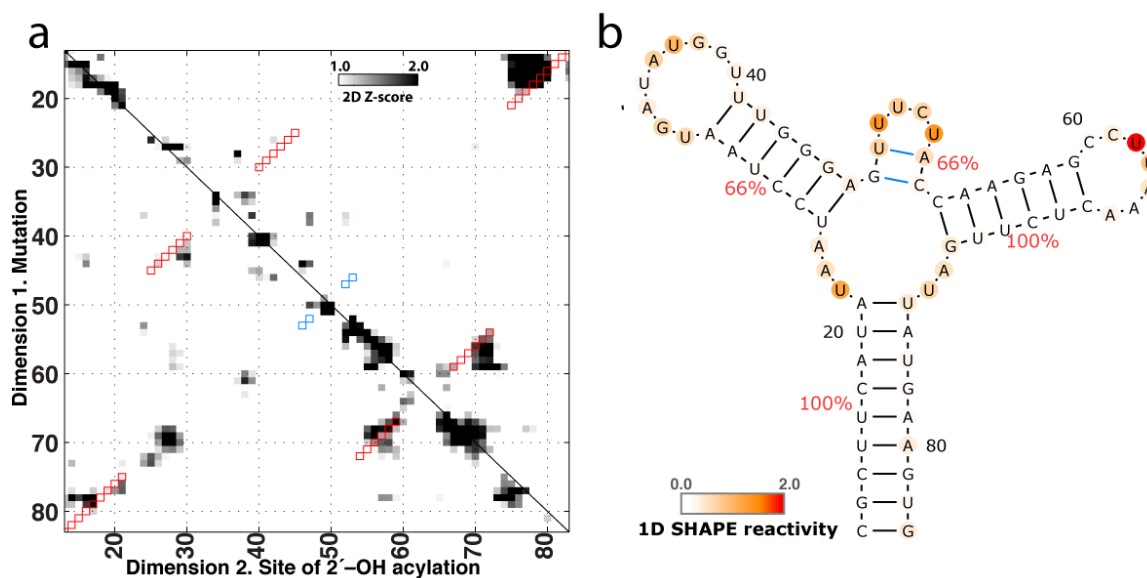 a
1.0 2.0
2D Z-score
20
30
40
50
60
70
80
Dimension 1. Mutation
20 30 40 50 60 70 80
Dimension 2. Site of 2´–OH acylation
b
C G C U U C A U A
U A A U C C U A A U G A U A U G G U U U G G G A
G U U U C U A C
C A A G A G C C U U A A A C U C U U G
A U
U A U G A A G U G
20
40
60
80
66%
66%
100%
100%
0.0 2.0
1D SHAPE reactivity